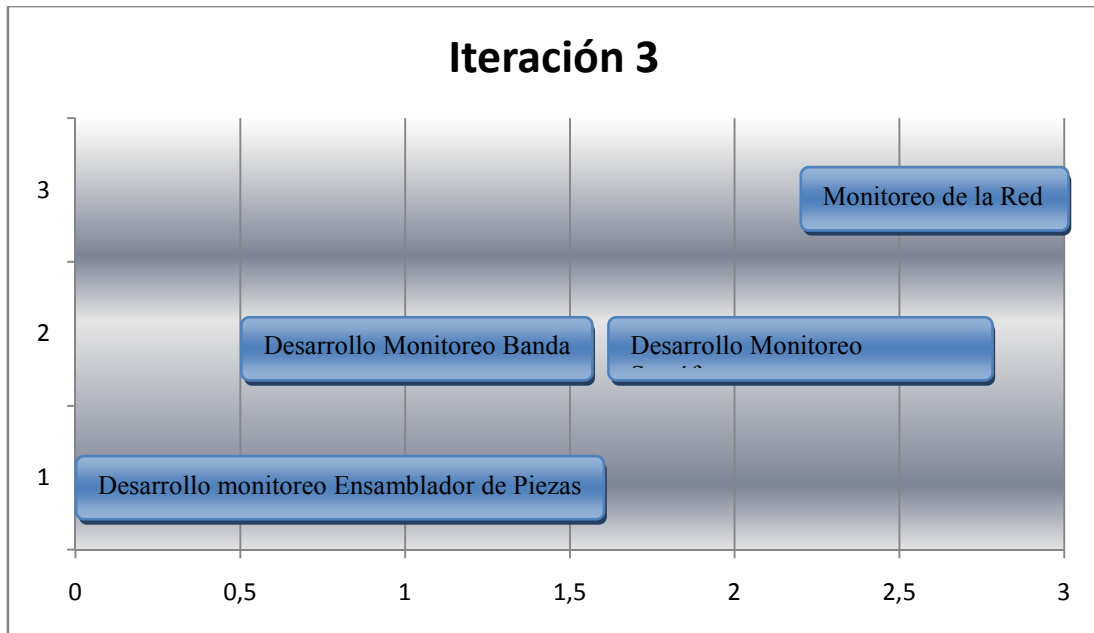 Iteración 3
3
Monitoreo de la Red
2
Desarrollo Monitoreo Banda
Desarrollo Monitoreo
1
Desarrollo monitoreo Ensamblador de Piezas
0
0,5
1
1,5
2
2,5
3